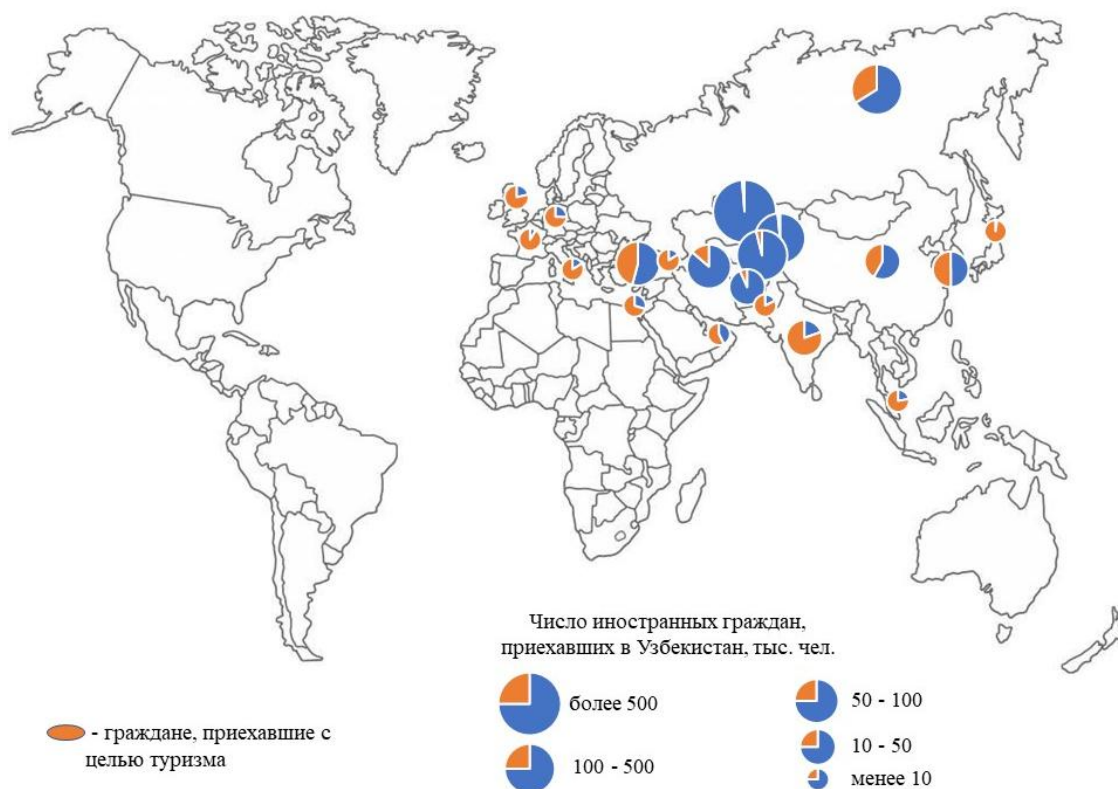 Число иностранных граждан,
приехавших в Узбекистан, тыс. чел.
более 500
100 - 500
50 - 100
10 - 50
менее 10
- граждане, приехавшие с
целью туризма